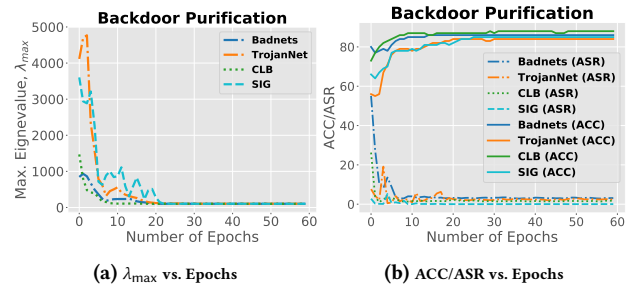 Backdoor Purification
Max. Eignevalue, λmax
5000
4000
3000
2000
1000
0
Badnets
TrojanNet
CLB
SIG
0 10 20 30 40 50 60
Number of Epochs
(a) λmax vs. Epochs
Backdoor Purification
ACC/ASR
80
60
40
20
0
Badnets (ASR)
TrojanNet (ASR)
CLB (ASR)
SIG (ASR)
Badnets (ACC)
TrojanNet (ACC)
CLB (ACC)
SIG (ACC)
0 10 20 30 40 50 60
Number of Epochs
(b) ACC/ASR vs. Epochs